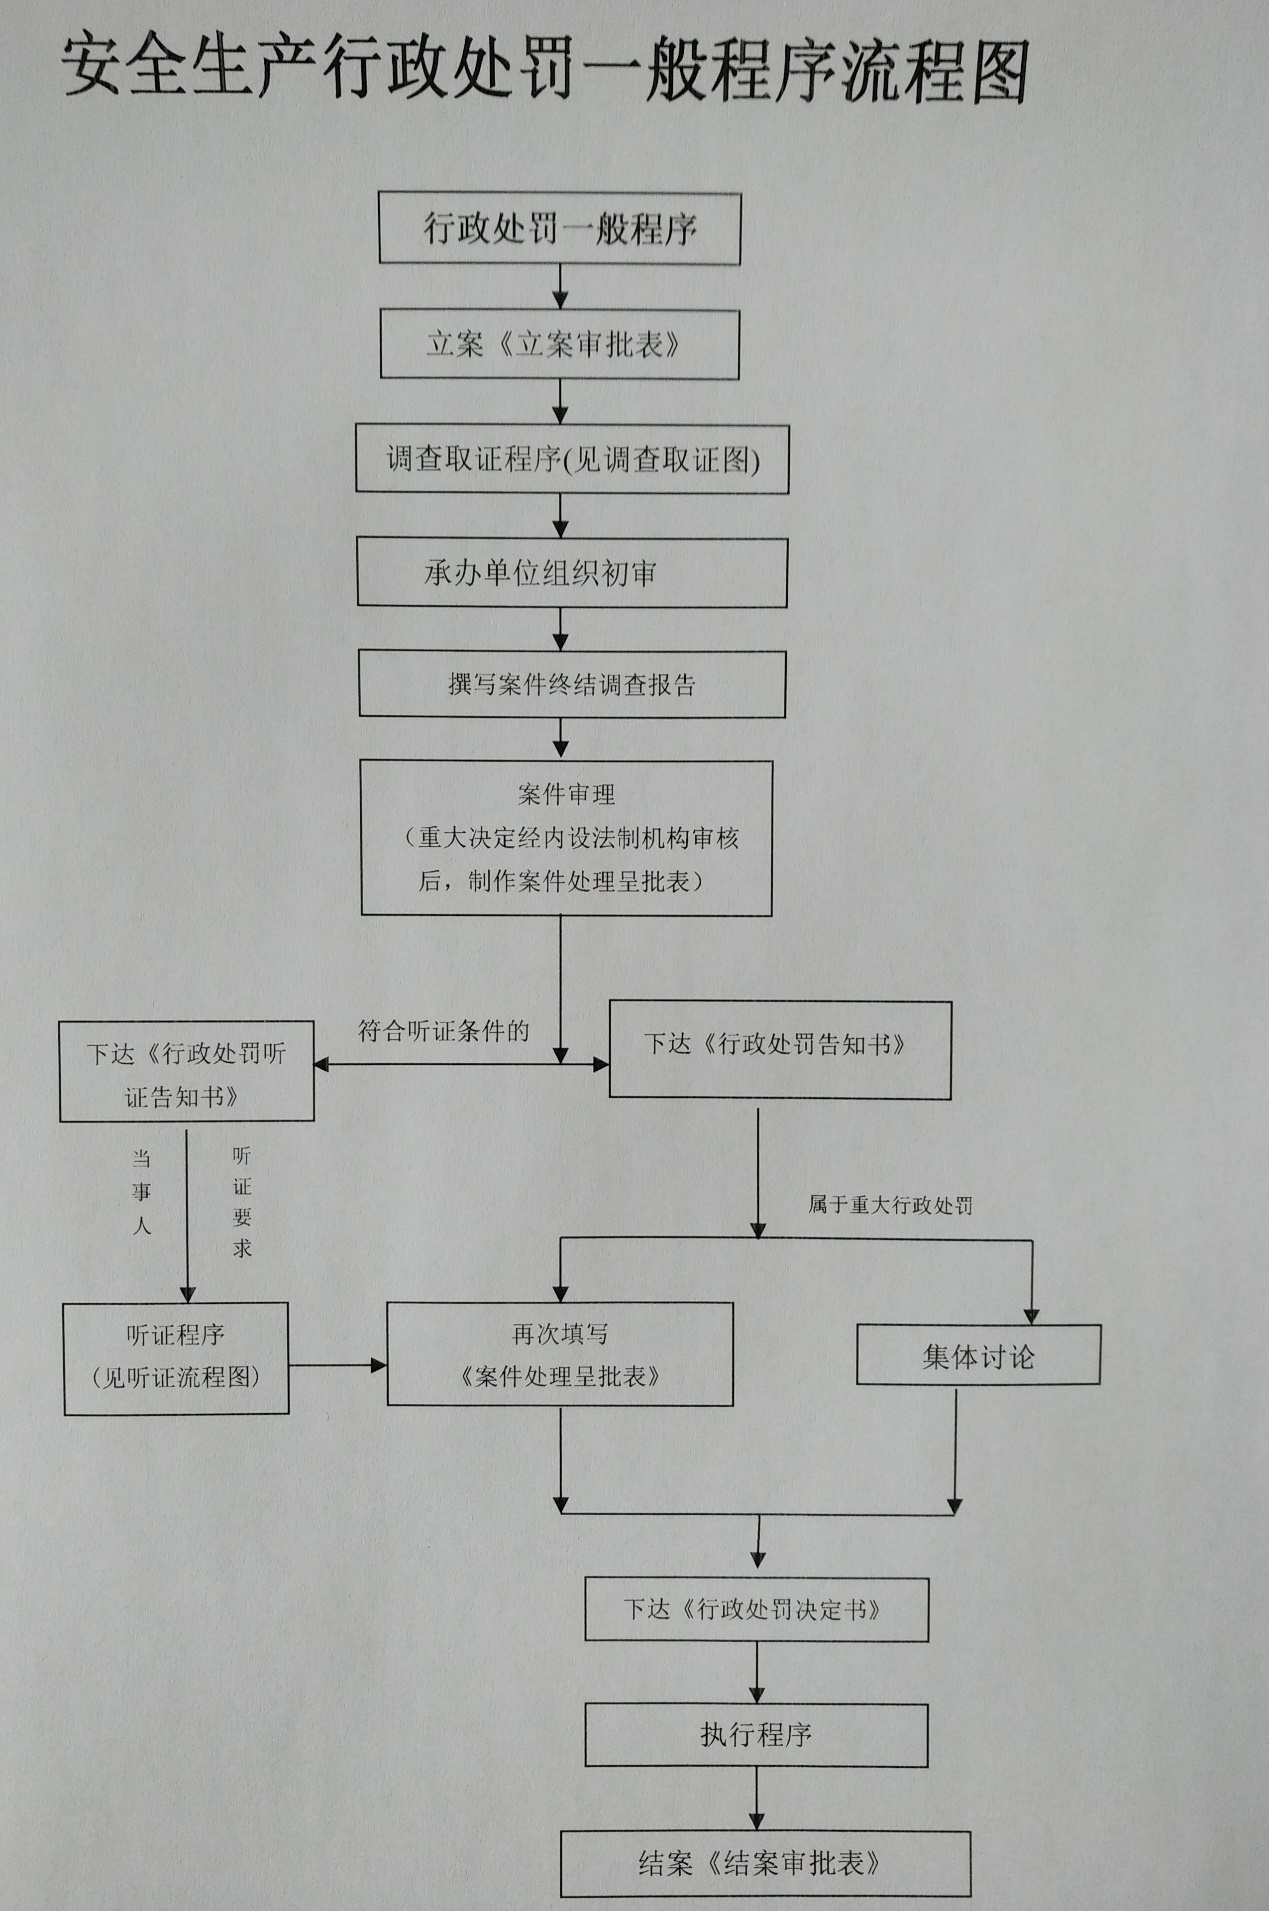 安全生产行政处罚一般程序流程图
行政处罚一般程序
立案《立案审批表》
调查取证程序(见调查取证图)
承办单位组织初审
撰写案件终结调查报告
案件审理
（重大决定经内设法制机构审核
后，制作案件处理呈批表）
符合听证条件的
下达《行政处罚听
证告知书》
下达《行政处罚告知书》
当事人
听证要求
属于重大行政处罚
听证程序
（见听证流程图）
再次填写
《案件处理呈批表》
集体讨论
下达《行政处罚决定书》
执行程序
结案《结案审批表》